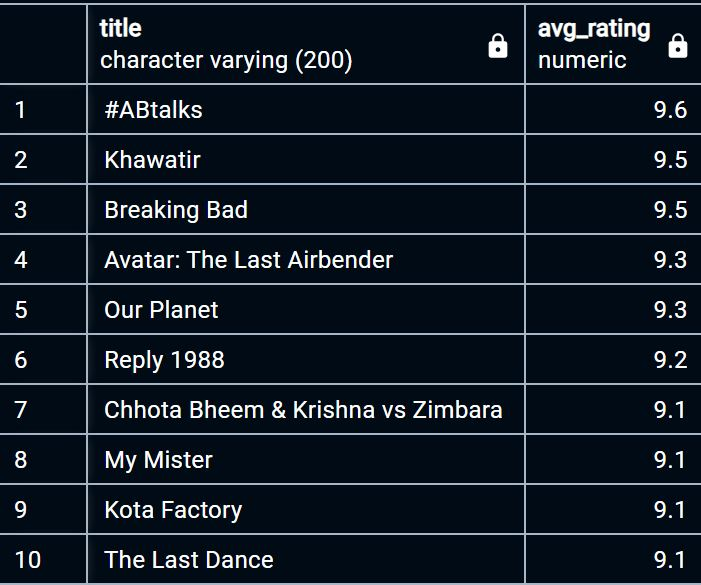 title avg_rating
character varying (200) numeric
1 #ABtalks 9.6
2 Khawatir 9.5
3 Breaking Bad 9.5
4 Avatar: The Last Airbender 9.3
5 Our Planet 9.3
6 Reply 1988 9.2
7 Chhota Bheem & Krishna vs Zimbara 9.1
8 My Mister 9.1
9 Kota Factory 9.1
10 The Last Dance 9.1